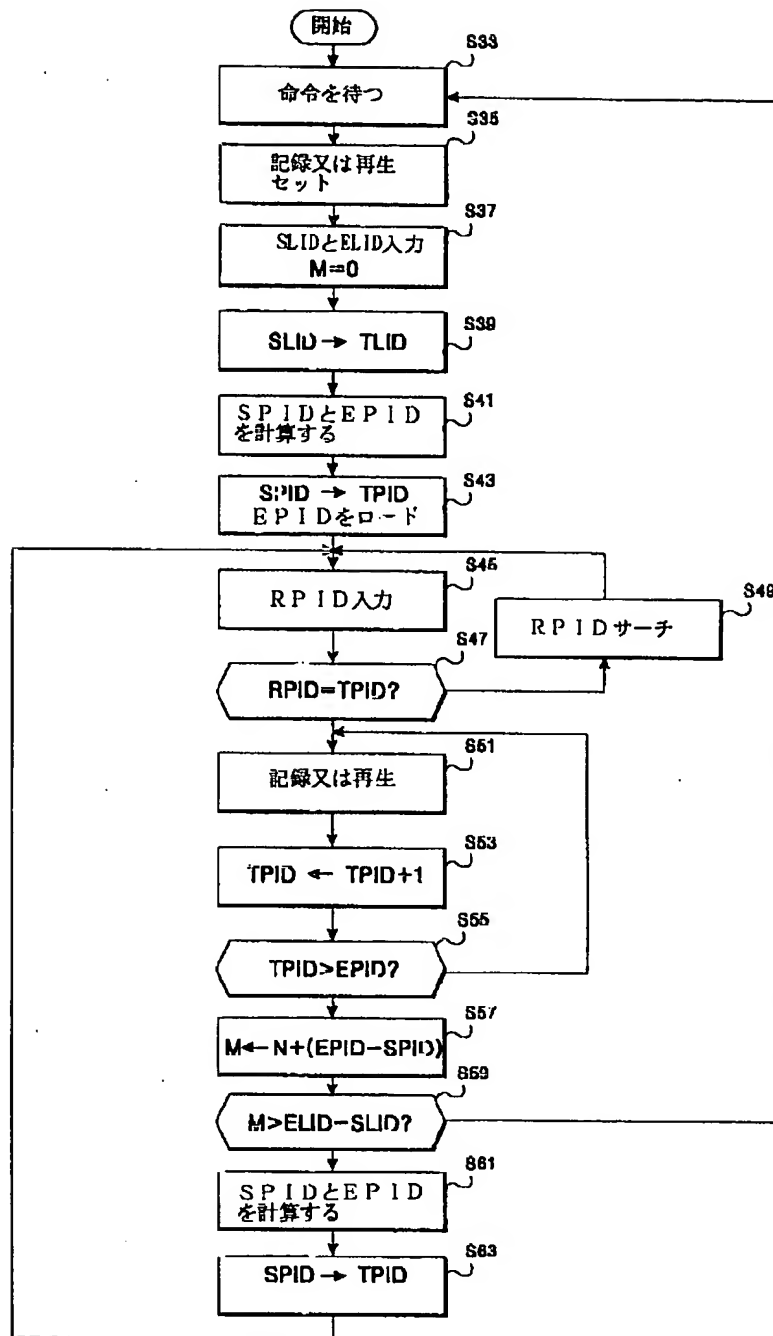 開始
S33
命令を待つ
S35
記録又は再生
セット
S37
SLIDとELID入力
M=0
S39
SLID → TLID
S41
ＳＰＩＤとＥＰＩＤ
を計算する
S43
SPID → TPID
ＥＰＩＤをロード
S45
ＲＰＩＤ入力
S49
ＲＰＩＤサーチ
S47
RPID=TPID?
S51
記録又は再生
S53
TPID ← TPID+1
S55
TPID>EPID?
S57
M←N+(EPID−SPID)
S59
M>ELID−SLID?
S61
ＳＰＩＤとＥＰＩＤ
を計算する
S63
SPID → TPID